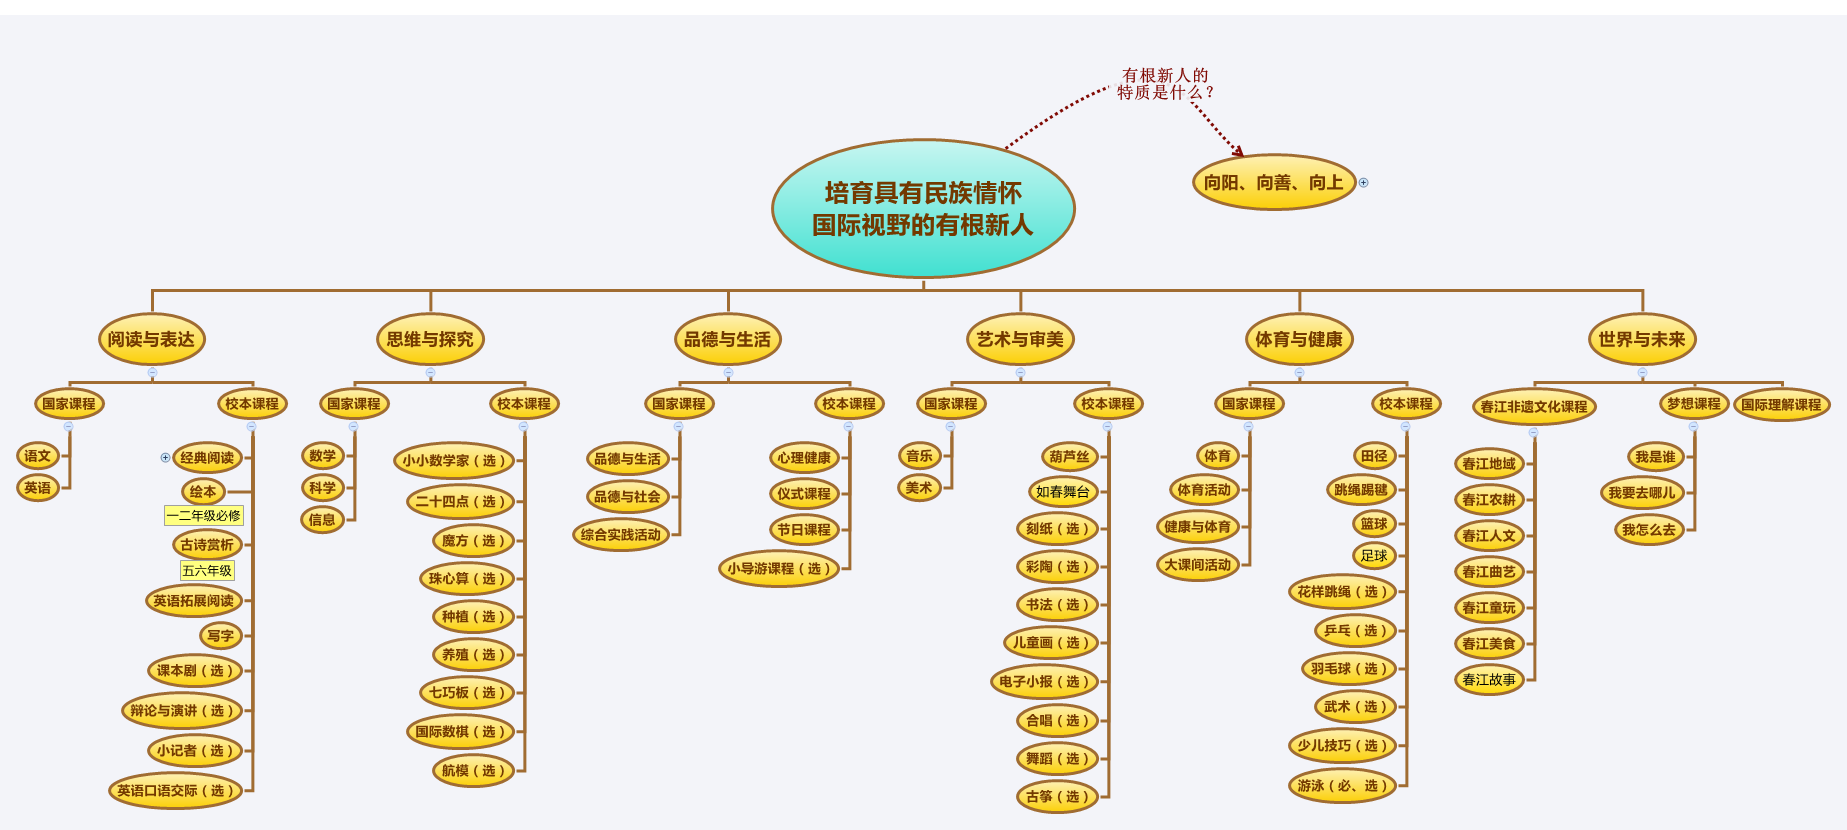 有根新人的
特质是什么?
培育具有民族情怀
国际视野的有根新人
向阳、向善、向上
阅读与表达
思维与探究
品德与生活
艺术与审美
体育与健康
世界与未来
国家课程
语文
英语
校本课程
经典阅读
绘本
一二年级必修
古诗赏析
五六年级
英语拓展阅读
写字
课本剧（选）
辩论与演讲（选）
小记者（选）
英语口语交际（选）
国家课程
数学
科学
信息
校本课程
小小数学家（选）
二十四点（选）
魔方（选）
珠心算（选）
种植（选）
养殖（选）
七巧板（选）
国际数棋（选）
航模（选）
国家课程
品德与生活
品德与社会
综合实践活动
校本课程
心理健康
仪式课程
节日课程
小导游课程（选）
国家课程
音乐
美术
校本课程
葫芦丝
如春舞台
刻纸（选）
彩陶（选）
书法（选）
儿童画（选）
电子小报（选）
合唱（选）
舞蹈（选）
古筝（选）
国家课程
体育
体育活动
健康与体育
大课间活动
校本课程
田径
跳绳踢毽
篮球
足球
花样跳绳（选）
乒乓（选）
羽毛球（选）
武术（选）
少儿技巧（选）
游泳（必、选）
春江非遗文化课程
春江地域
春江农耕
春江人文
春江曲艺
春江童玩
春江美食
春江故事
梦想课程
我是谁
我要去哪儿
我怎么去
国际理解课程